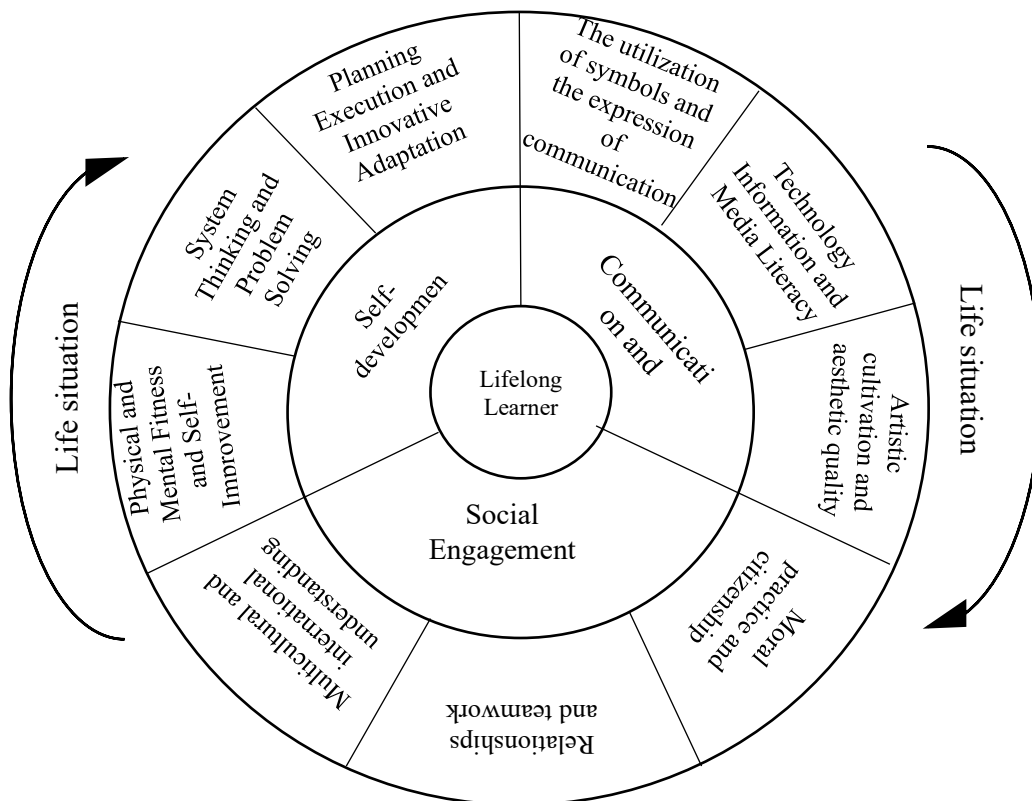 Planning
Execution and
Innovative
Adaptation
The utilization
of symbols and
the expression
of
communication
Technology
Information and
Media Literacy
Artistic
cultivation and
aesthetic quality
Moral
practice and
citizenship
Relationships
and teamwork
Multicultural and
international
understanding
Physical and
Mental Fitness
and Self-
Improvement
System
Thinking and
Problem
Solving
Self-
developmen
Communicati
on and
Social
Engagement
Lifelong
Learner
Life situation
Life situation